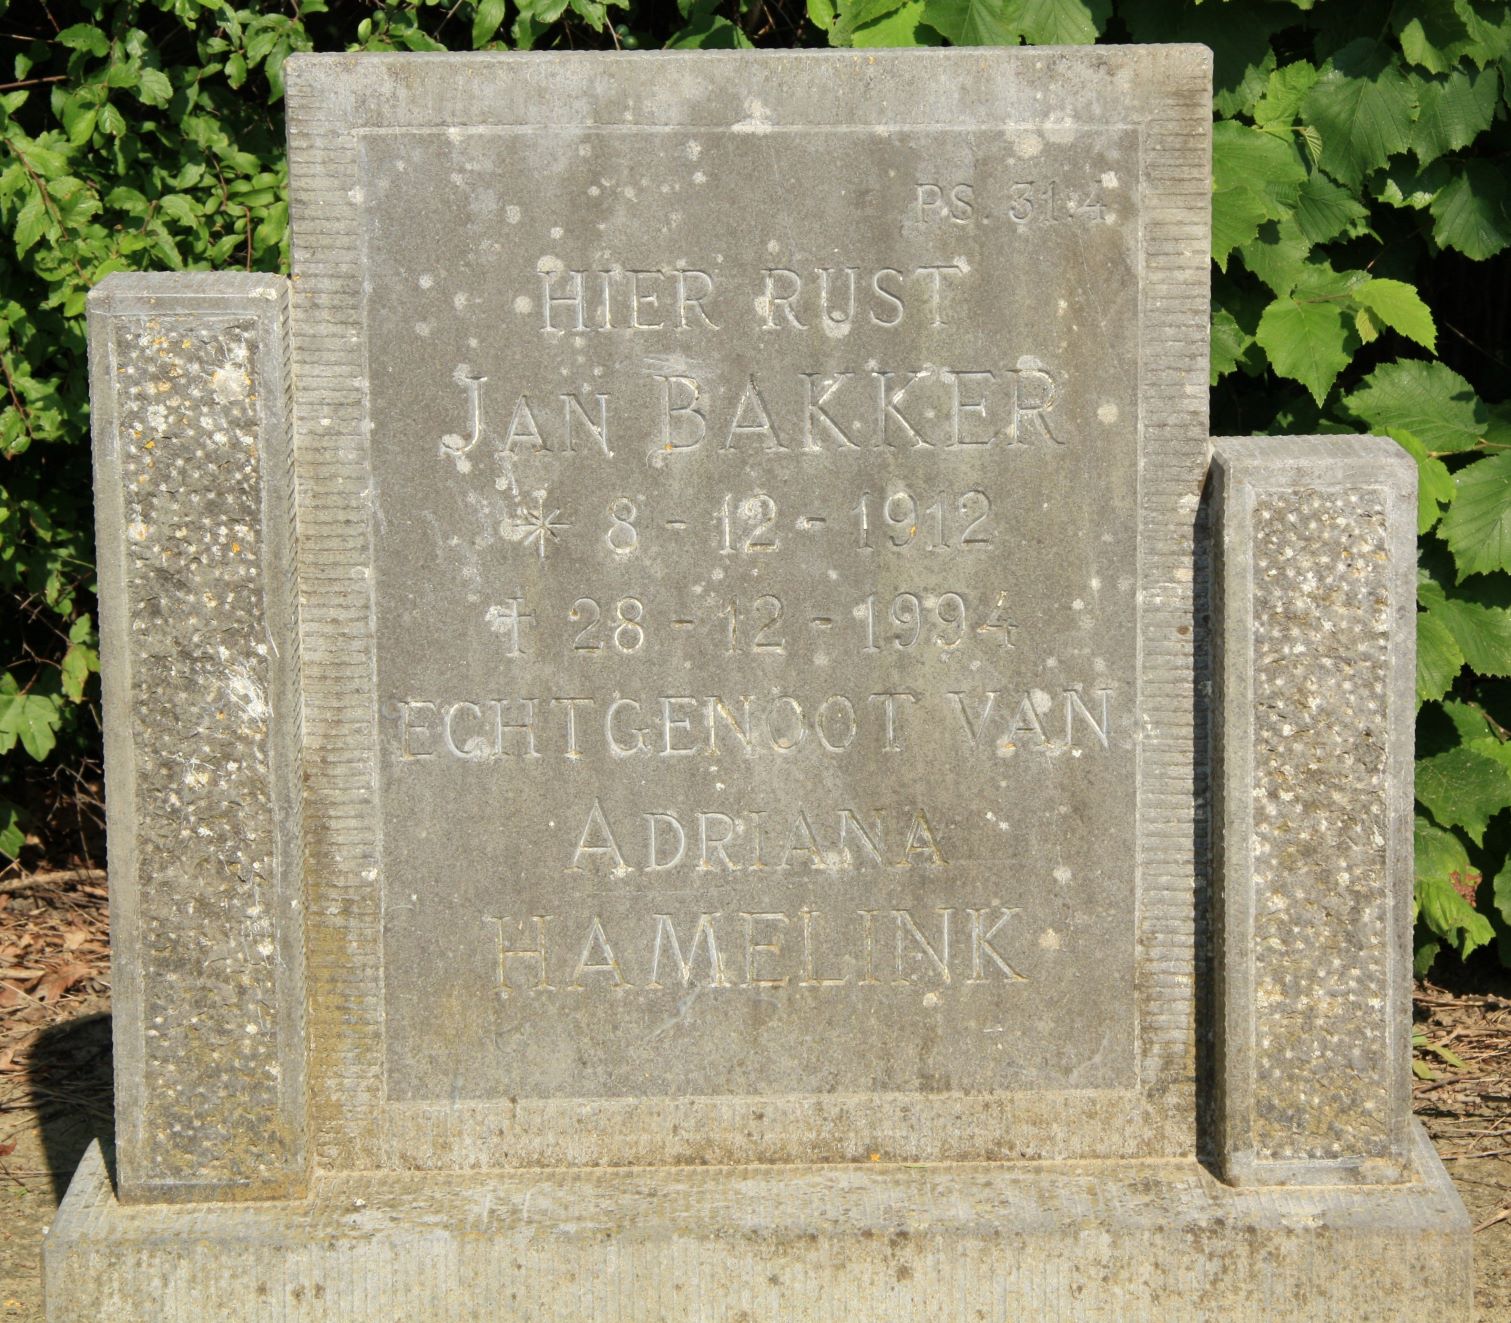 PS. 31:4
HIER RUST
JAN BAKKER
* 8-12-1912
† 28-12-1994
ECHTGENOOT VAN
ADRIANA
HAMELINK